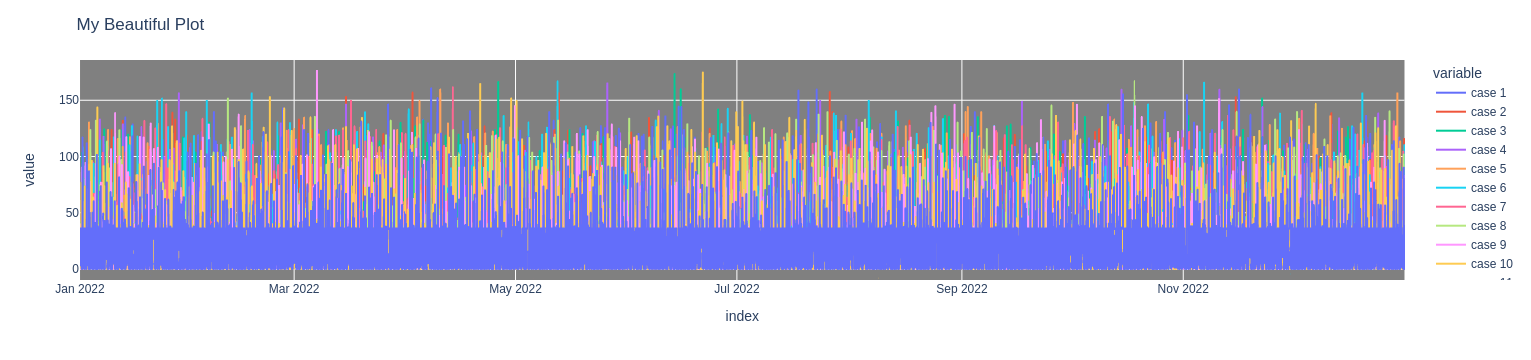 My Beautiful Plot
variable
case 1
case 2
case 3
case 4
case 5
case 6
case 7
case 8
case 9
case 10
value
150
100
50
0
Jan 2022 Mar 2022 May 2022 Jul 2022 Sep 2022 Nov 2022
index